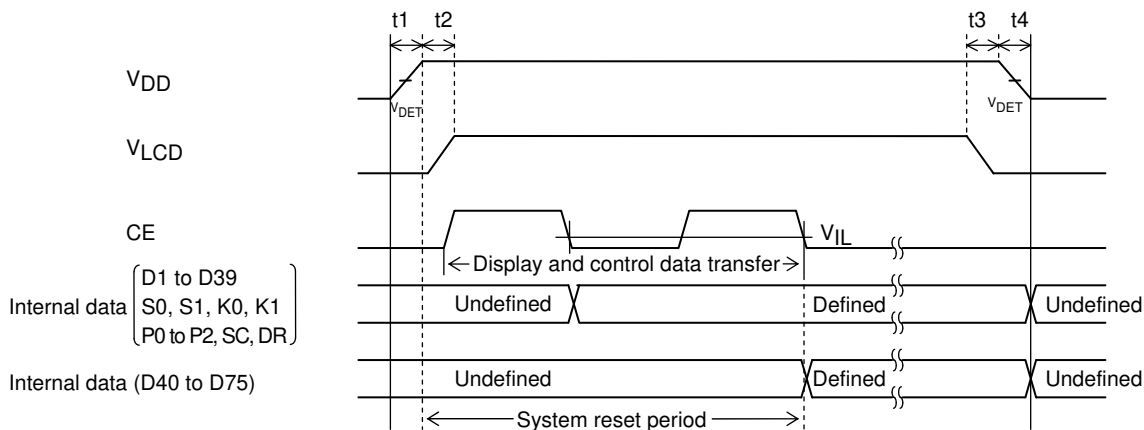 t1 t2 t3 t4
VDD
VDET VDET
VLCD
CE
VIL
Display and control data transfer
Internal data
D1 to D39
S0, S1, K0, K1
P0 to P2, SC, DR
Undefined Defined Undefined
Internal data (D40 to D75)
Undefined Defined Undefined
System reset period